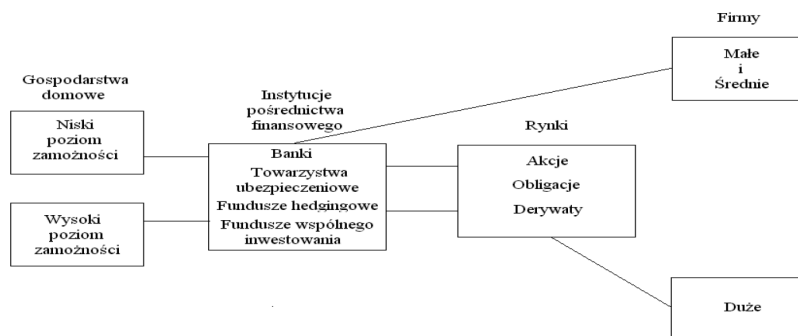 Firmy
Małe
i
Średnie
Gospodarstwa
domowe
Niski
poziom
zamożności
Wysoki
poziom
zamożności
Instytucje
pośrednictwa
finansowego
Banki
Towarzystwa
ubezpieczeniowe
Fundusze hedgingowe
Fundusze wspólnego
inwestowania
Rynki
Akcje
Obligacje
Derywaty
Duże